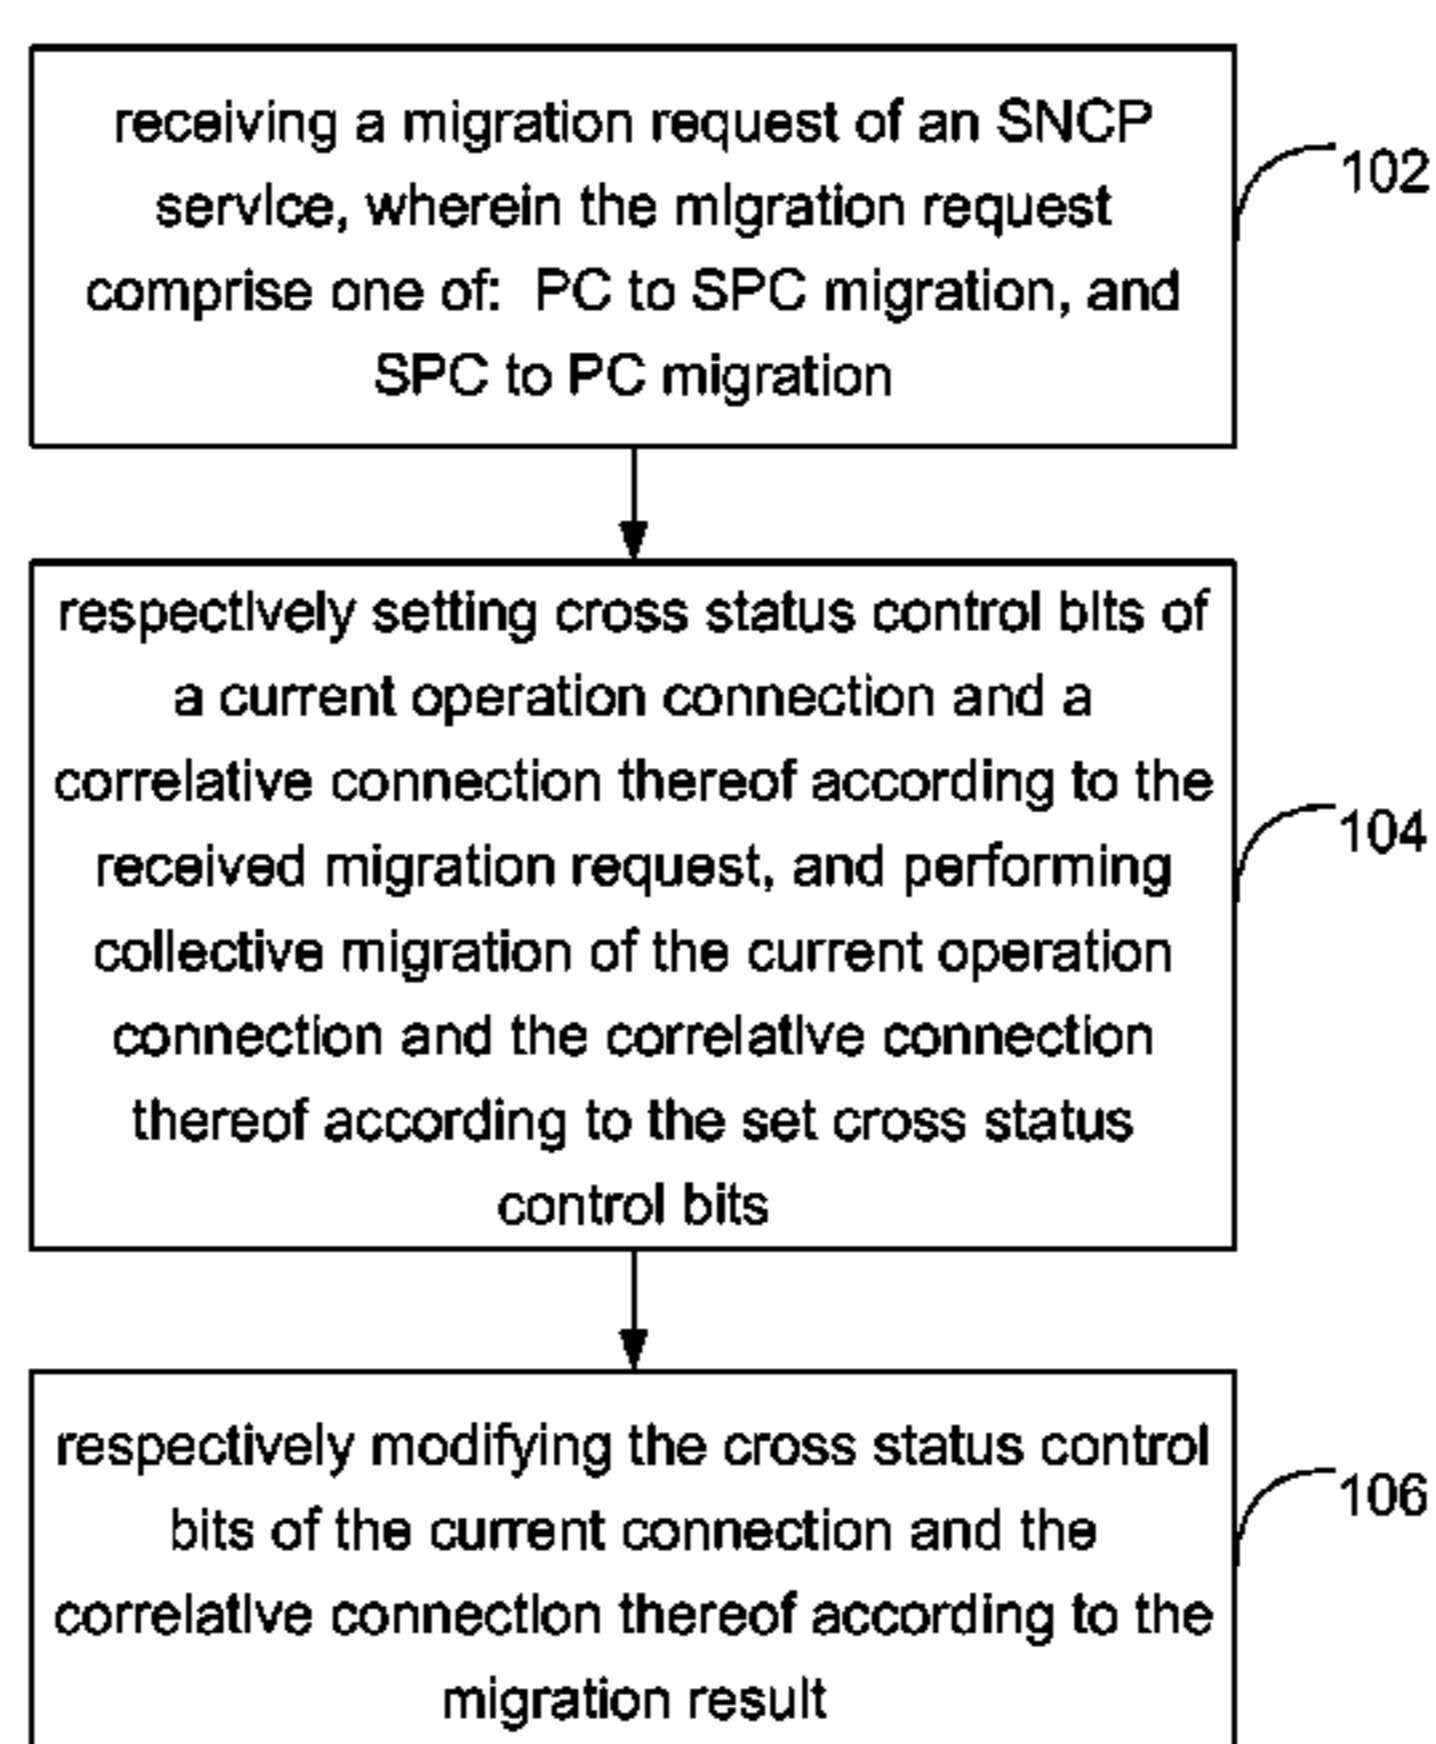 receiving a migration request of an SNCP
service, wherein the migration request
comprise one of: PC to SPC migration, and
SPC to PC migration
102
respectively setting cross status control bits of
a current operation connection and a
correlative connection thereof according to the
received migration request, and performing
collective migration of the current operation
connection and the correlative connection
thereof according to the set cross status
control bits
104
respectively modifying the cross status control
bits of the current connection and the
correlative connection thereof according to the
migration result
106